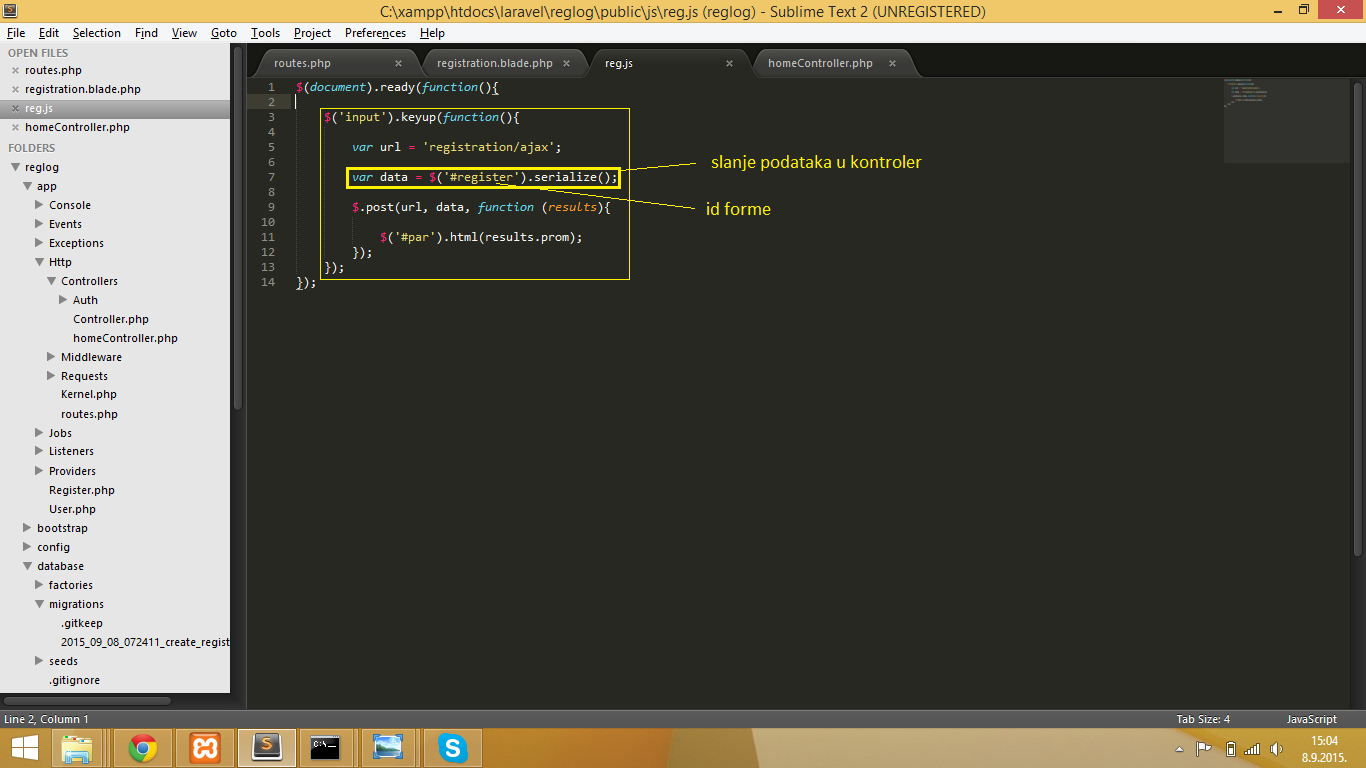 C:\xampp\htdocs\laravel\reglog\public\js\reg.js (reglog) - Sublime Text 2 (UNREGISTERED)
File Edit Selection Find View Goto Tools Project Preferences Help
OPEN FILES
routes.php
registration.blade.php
reg.js
homeController.php
FOLDERS
reglog
app
Console
Events
Exceptions
Http
Controllers
Auth
Controller.php
homeController.php
Middleware
Requests
Kernel.php
routes.php
Jobs
Listeners
Providers
Register.php
User.php
bootstrap
config
database
factories
migrations
.gitkeep
2015_09_08_072411_create_regist
seeds
.gitignore
routes.php registration.blade.php reg.js homeController.php
1 $(document).ready(function(){
2
3 $('input').keyup(function(){
4
5 var url = 'registration/ajax';
6
7 var data = $('#register').serialize();
8
9 $.post(url, data, function (results){
10
11 $('#par').html(results.prom);
12 });
13 });
14 });
slanje podataka u kontroler
id forme
Line 2, Column 1 Tab Size: 4 JavaScript
C:\_
15:04
8.9.2015.